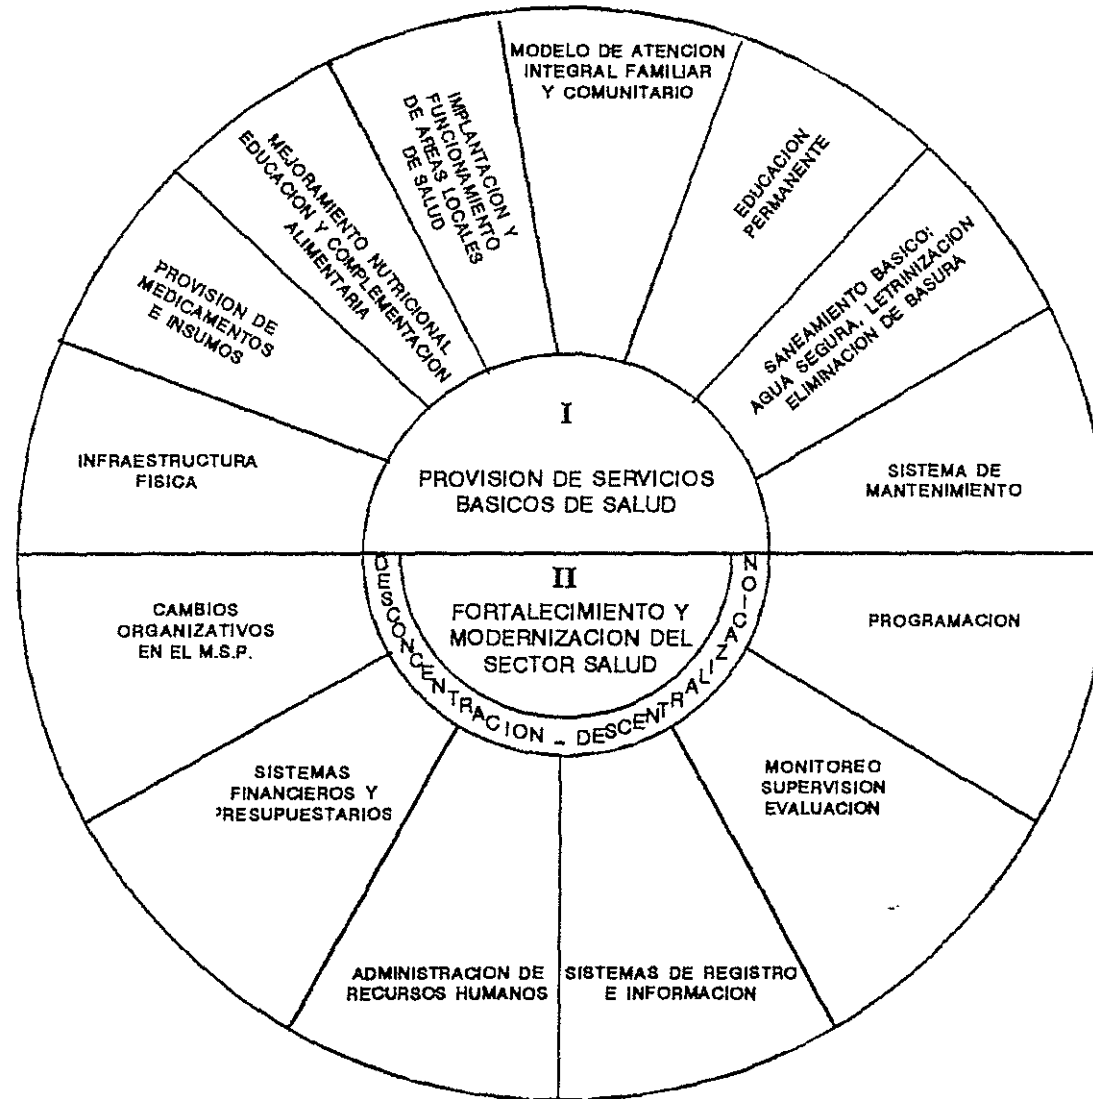 MODELO DE ATENCION
INTEGRAL FAMILIAR
Y COMUNITARIO
IMPLANTACION Y
FUNCIONAMIENTO
DE AREAS LOCALES
DE SALUD
MEJORAMIENTO NUTRICIONAL
EDUCACION Y COMPLEMENTACION
ALIMENTARIA
PROVISION DE
MEDICAMENTOS
E INSUMOS
INFRAESTRUCTURA
FISICA
EDUCACION
PERMANENTE
SANEAMIENTO BASICO:
AGUA SEGURA, LETRINIZACION
ELIMINACION DE BASURA
SISTEMA DE
MANTENIMIENTO
I
PROVISION DE SERVICIOS
BASICOS DE SALUD
II
FORTALECIMIENTO Y
MODERNIZACION DEL
SECTOR SALUD
DESCONCENTRACION - DESCENTRALIZACION
CAMBIOS
ORGANIZATIVOS
EN EL M.S.P.
SISTEMAS
FINANCIEROS Y
PRESUPUESTARIOS
ADMINISTRACION DE
RECURSOS HUMANOS
SISTEMAS DE REGISTRO
E INFORMACION
MONITOREO
SUPERVISION
EVALUACION
PROGRAMACION